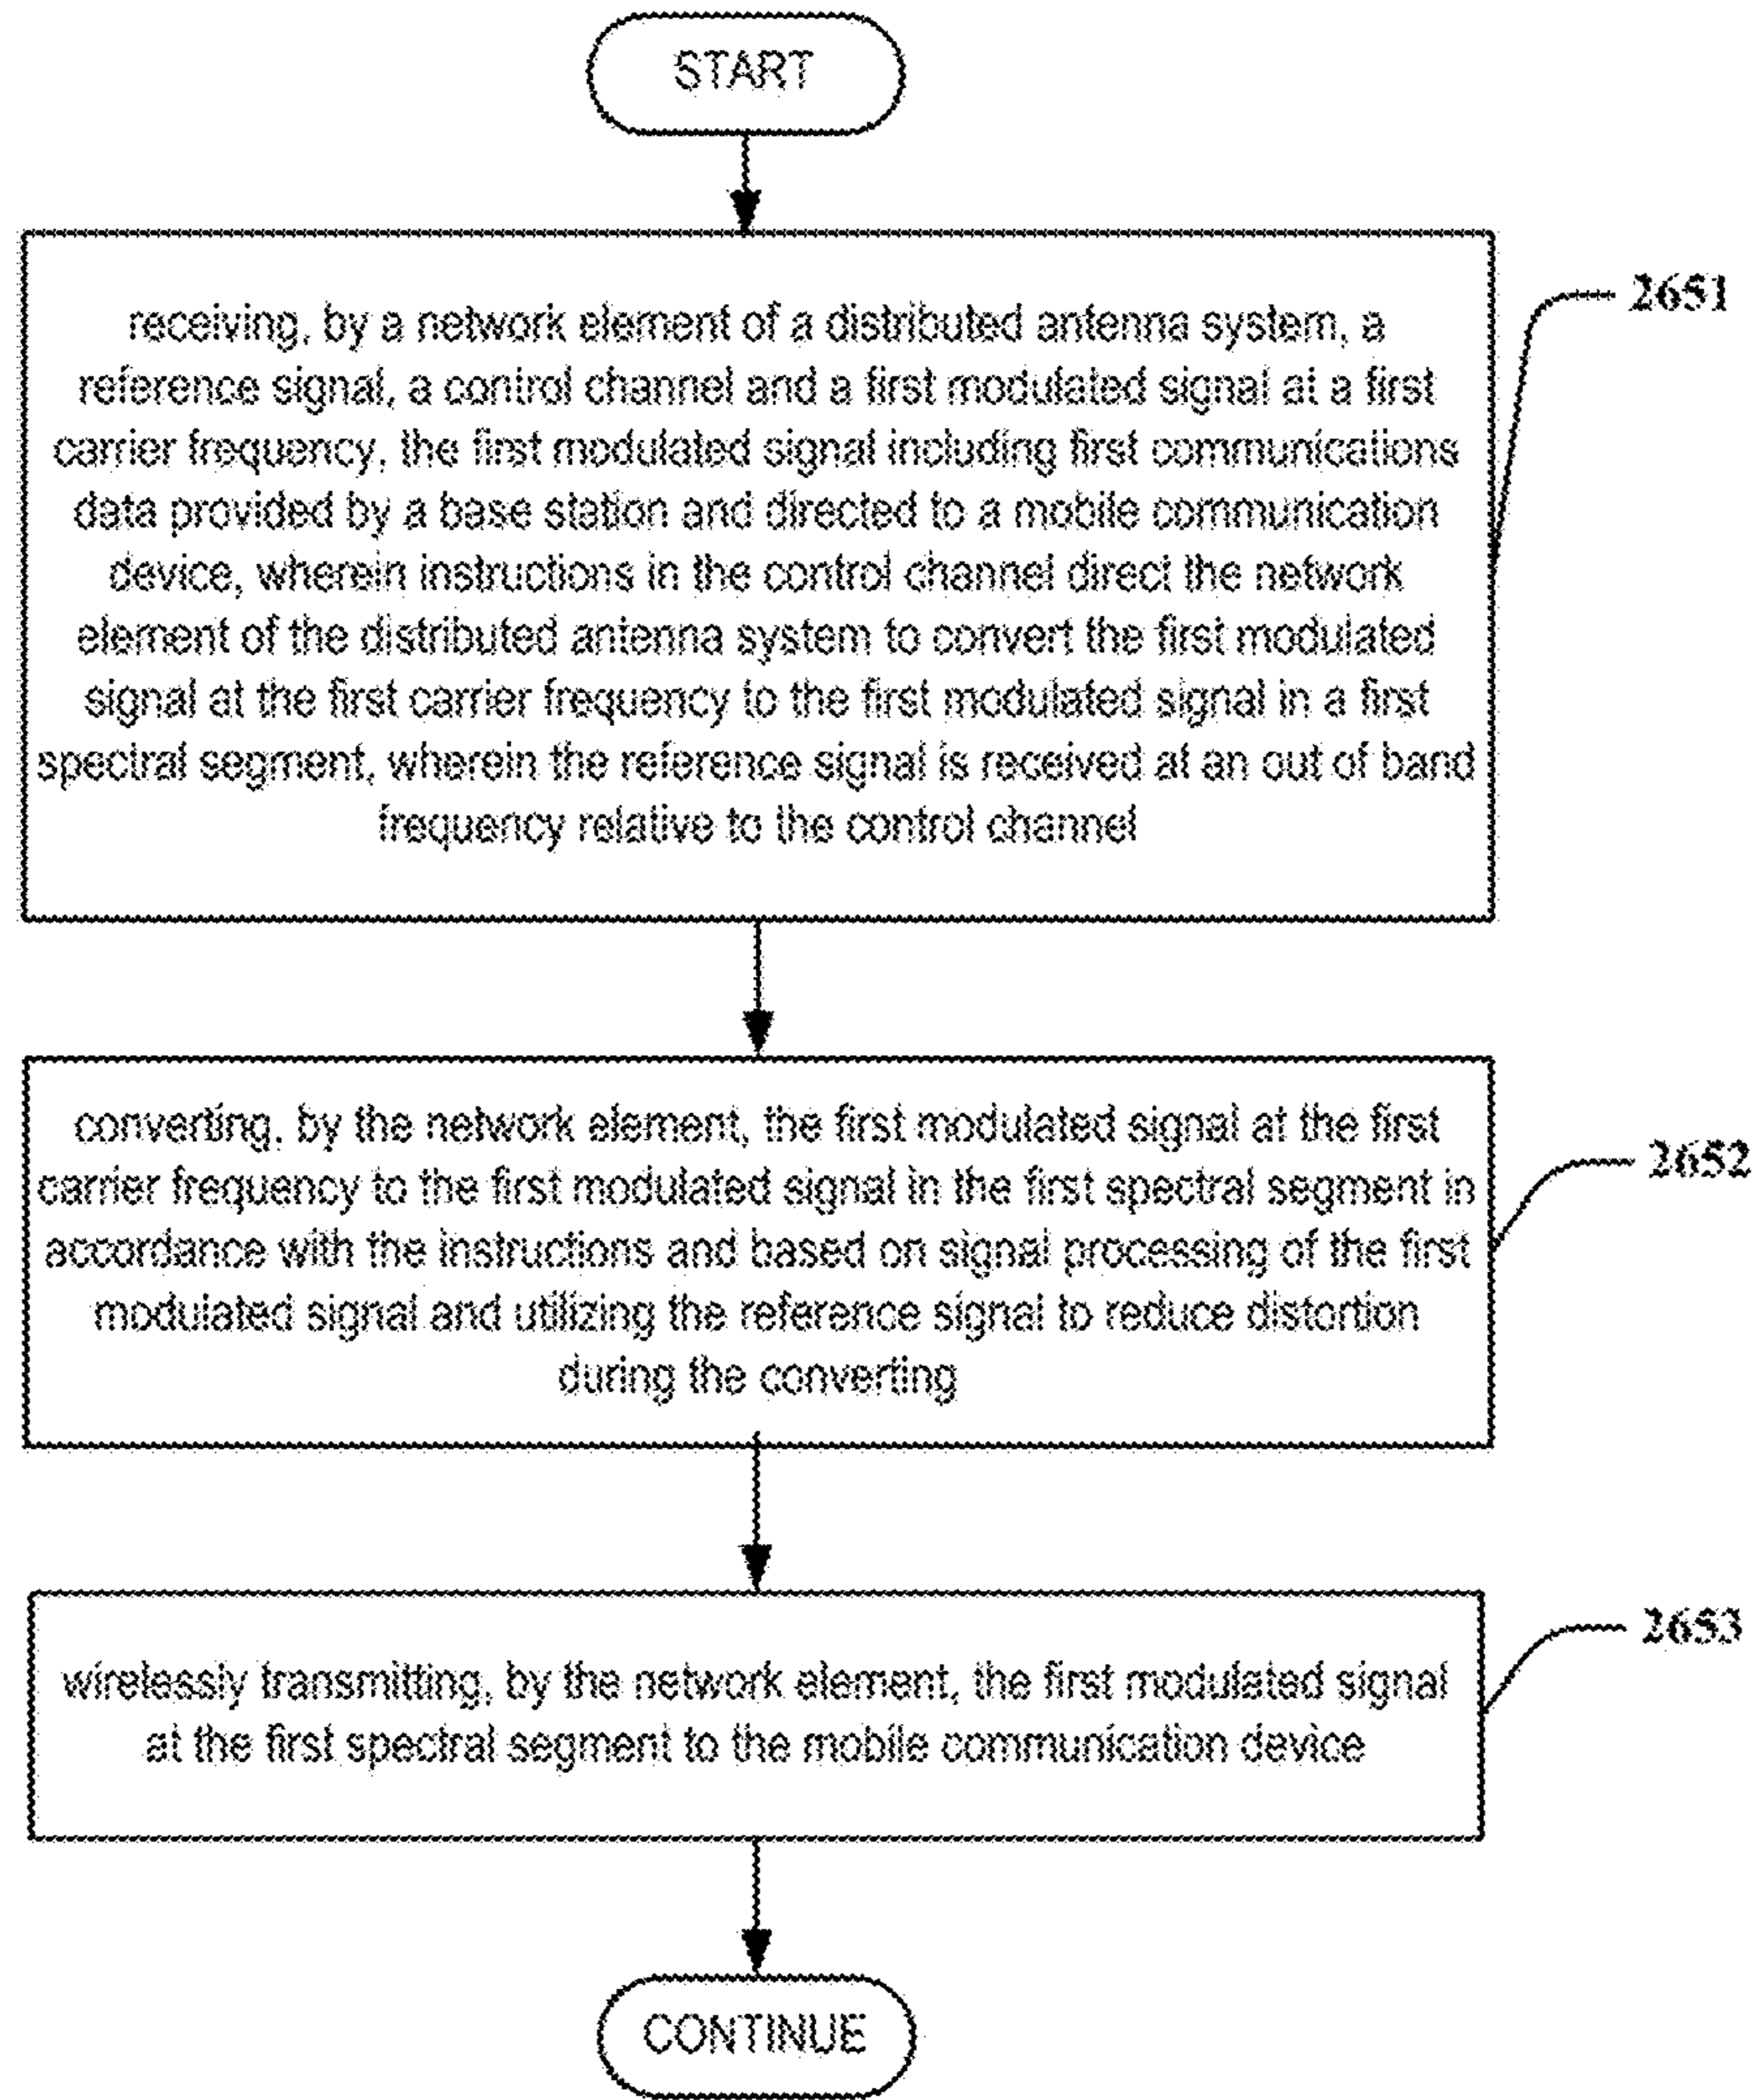 START
receiving, by a network element of a distributed antenna system, a
reference signal, a control channel and a first modulated signal at a first
carrier frequency, the first modulated signal including first communications
data provided by a base station and directed to a mobile communication
device, wherein instructions in the control channel direct the network
element of the distributed antenna system to convert the first modulated
signal at the first carrier frequency to the first modulated signal in a first
spectral segment, wherein the reference signal is received at an out of band
frequency relative to the control channel
2651
converting, by the network element, the first modulated signal at the first
carrier frequency to the first modulated signal in the first spectral segment in
accordance with the instructions and based on signal processing of the first
modulated signal and utilizing the reference signal to reduce distortion
during the converting
2652
wirelessly transmitting, by the network element, the first modulated signal
at the first spectral segment to the mobile communication device
2653
CONTINUE